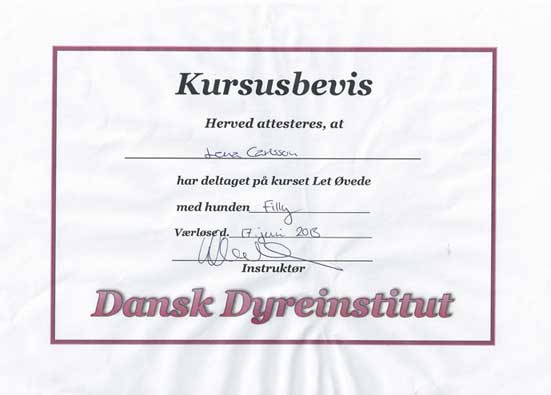 Kursusbevis
Herved attesteres, at
Lena Carlsson
har deltaget på kurset Let Øvede
med hunden Filly
Værløse d. 17. juni 2013
Instruktør
Dansk Dyreinstitut